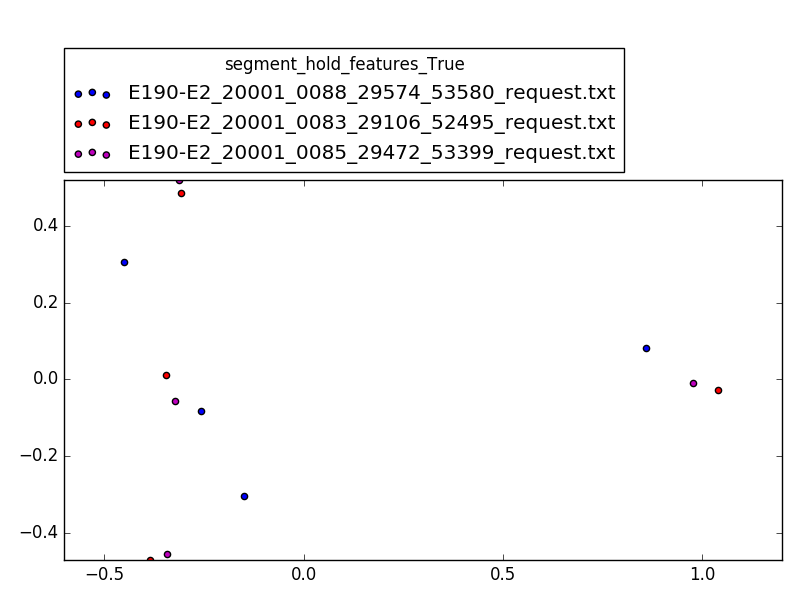 segment_hold_features_True
E190-E2_20001_0088_29574_53580_request.txt
E190-E2_20001_0083_29106_52495_request.txt
E190-E2_20001_0085_29472_53399_request.txt
0.4
0.2
0.0
−0.2
−0.4
−0.5 0.0 0.5 1.0